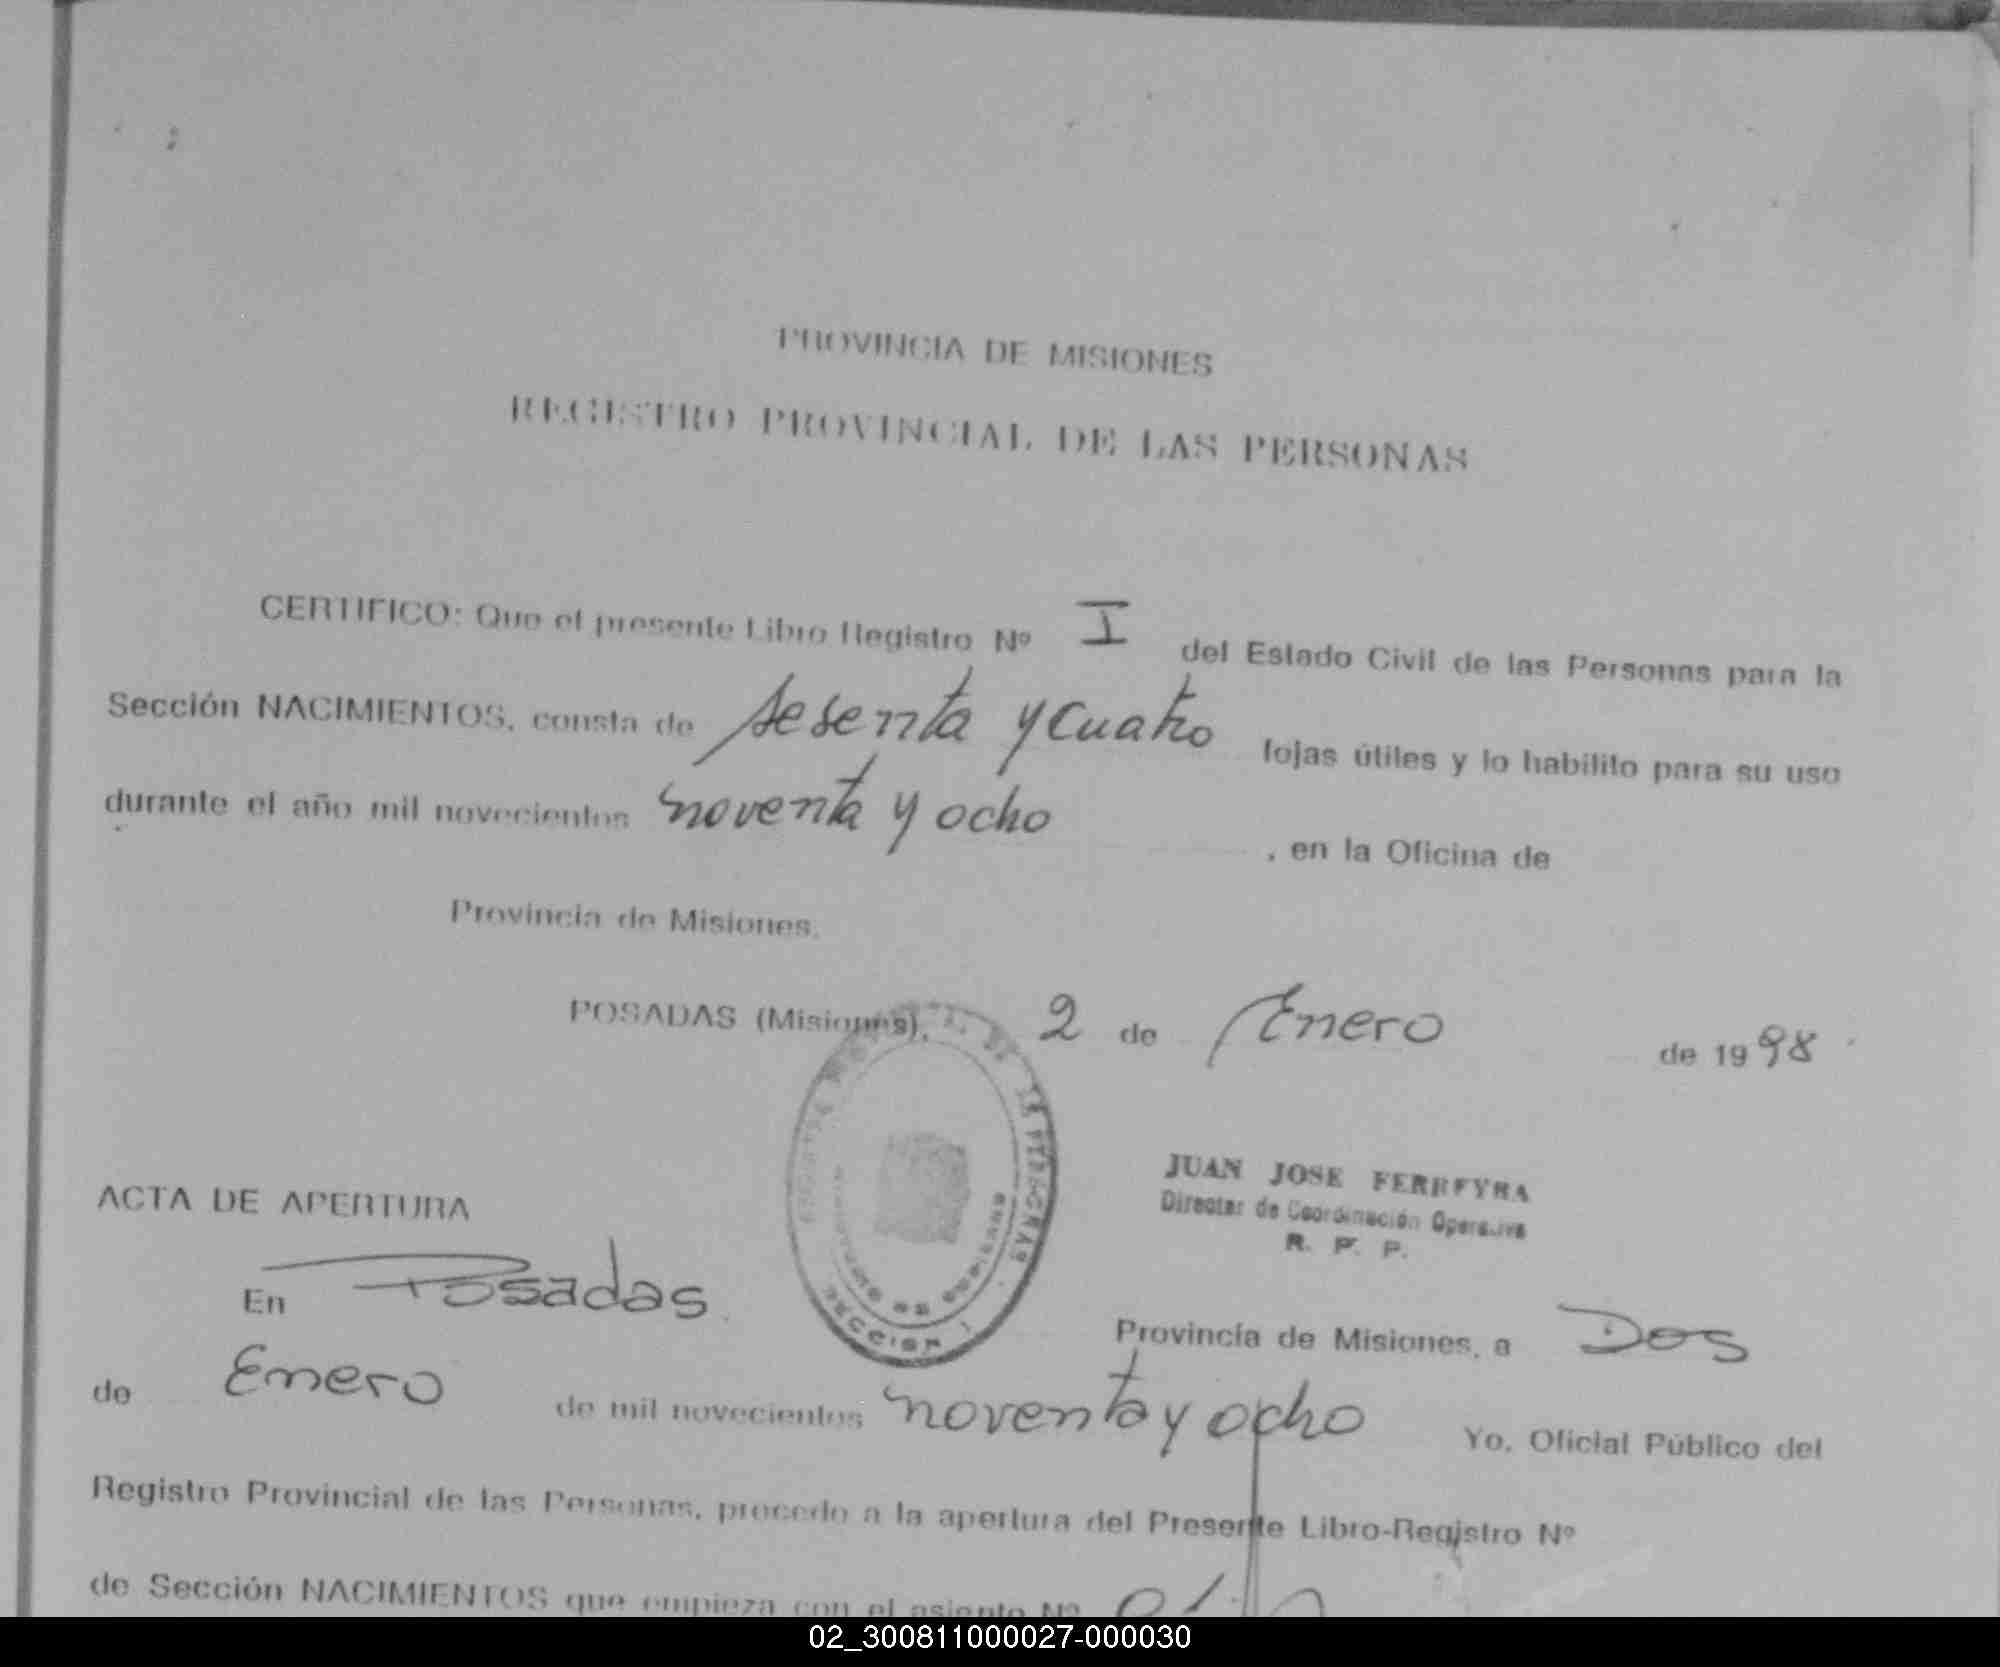 PROVINCIA DE MISIONES
REGISTRO PROVINCIAL DE LAS PERSONAS
CERTIFICO: Que el presente Libro Registro Nº I del Estado Civil de las Personas para la
Sección NACIMIENTOS, consta de sesenta y cuatro fojas útiles y lo habilito para su uso
durante el año mil novecientos noventa y ocho , en la Oficina de
Provincia de Misiones.
POSADAS (Misiones), 2 de Enero de 1998
JUAN JOSE FERREYRA
Director de Coordinación Operativa
R. P. P.
SECCION
ACTA DE APERTURA
En Posadas Provincia de Misiones, a Dos
de Enero de mil novecientos noventa y ocho Yo, Oficial Público del
Registro Provincial de las Personas, procedo a la apertura del Presente Libro-Registro Nº
de Sección NACIMIENTOS que empieza con el asiento Nº 01
02_300811000027-000030